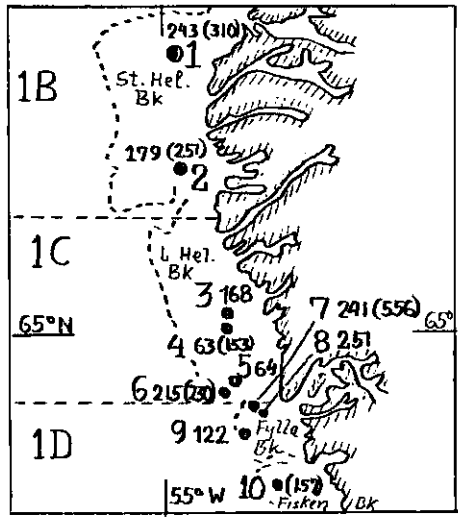 243 (310)
1
St. Hel.
Bk
1B
179 (257)
2
1C
L Hel.
Bk
3 168
7 241 (556)
65°N
65°
8 257
4 63 (153)
5 64
6 215 (231)
1D
9 122
Fylla
Bk
55° W
10 (157)
Fisken Bk